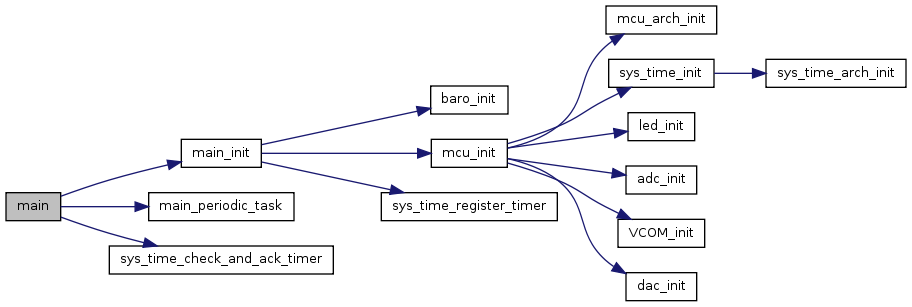 mcu_arch_init
sys_time_init
sys_time_arch_init
baro_init
led_init
main_init
mcu_init
adc_init
main
main_periodic_task
sys_time_register_timer
VCOM_init
sys_time_check_and_ack_timer
dac_init